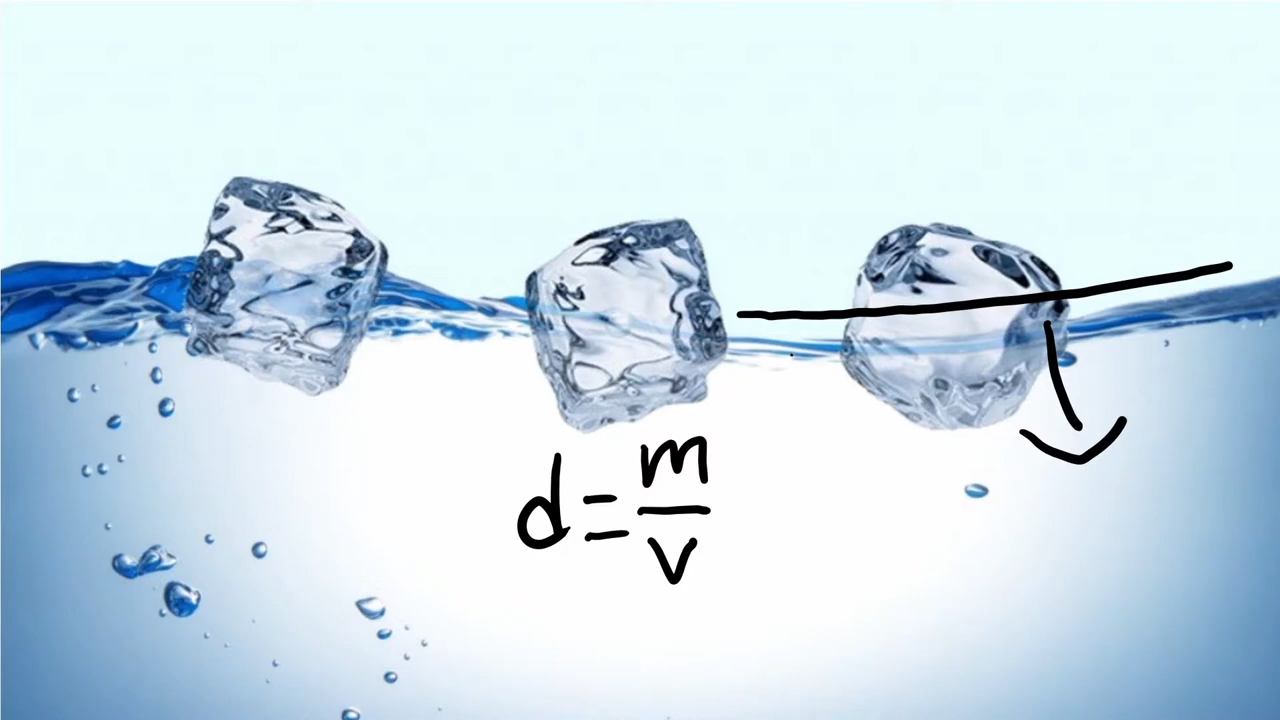 d = m/v